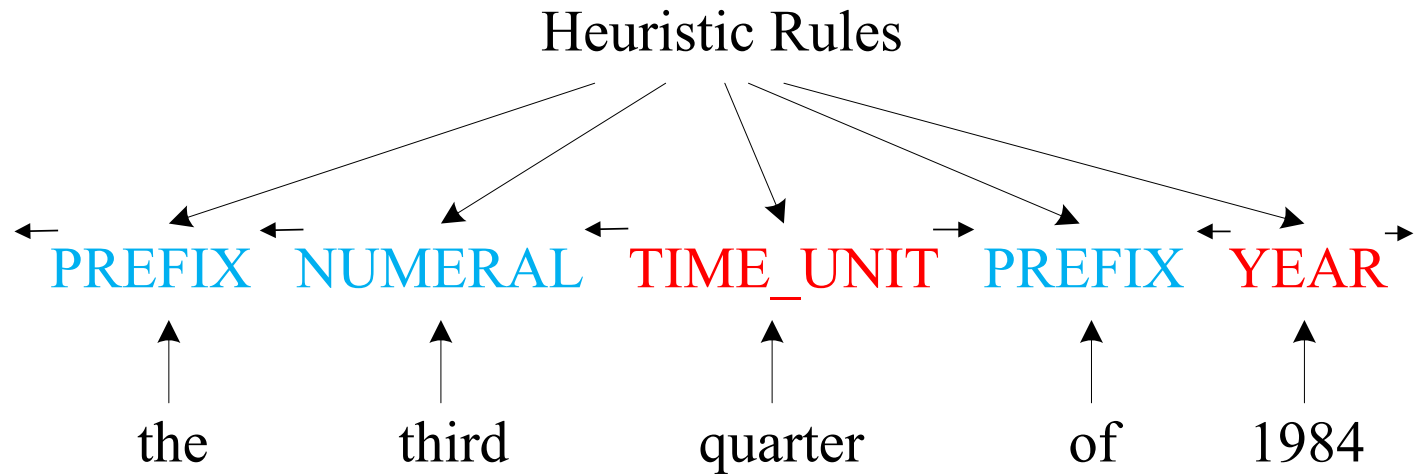 Heuristic Rules
PREFIX NUMERAL TIME_UNIT PREFIX YEAR
the third quarter of 1984